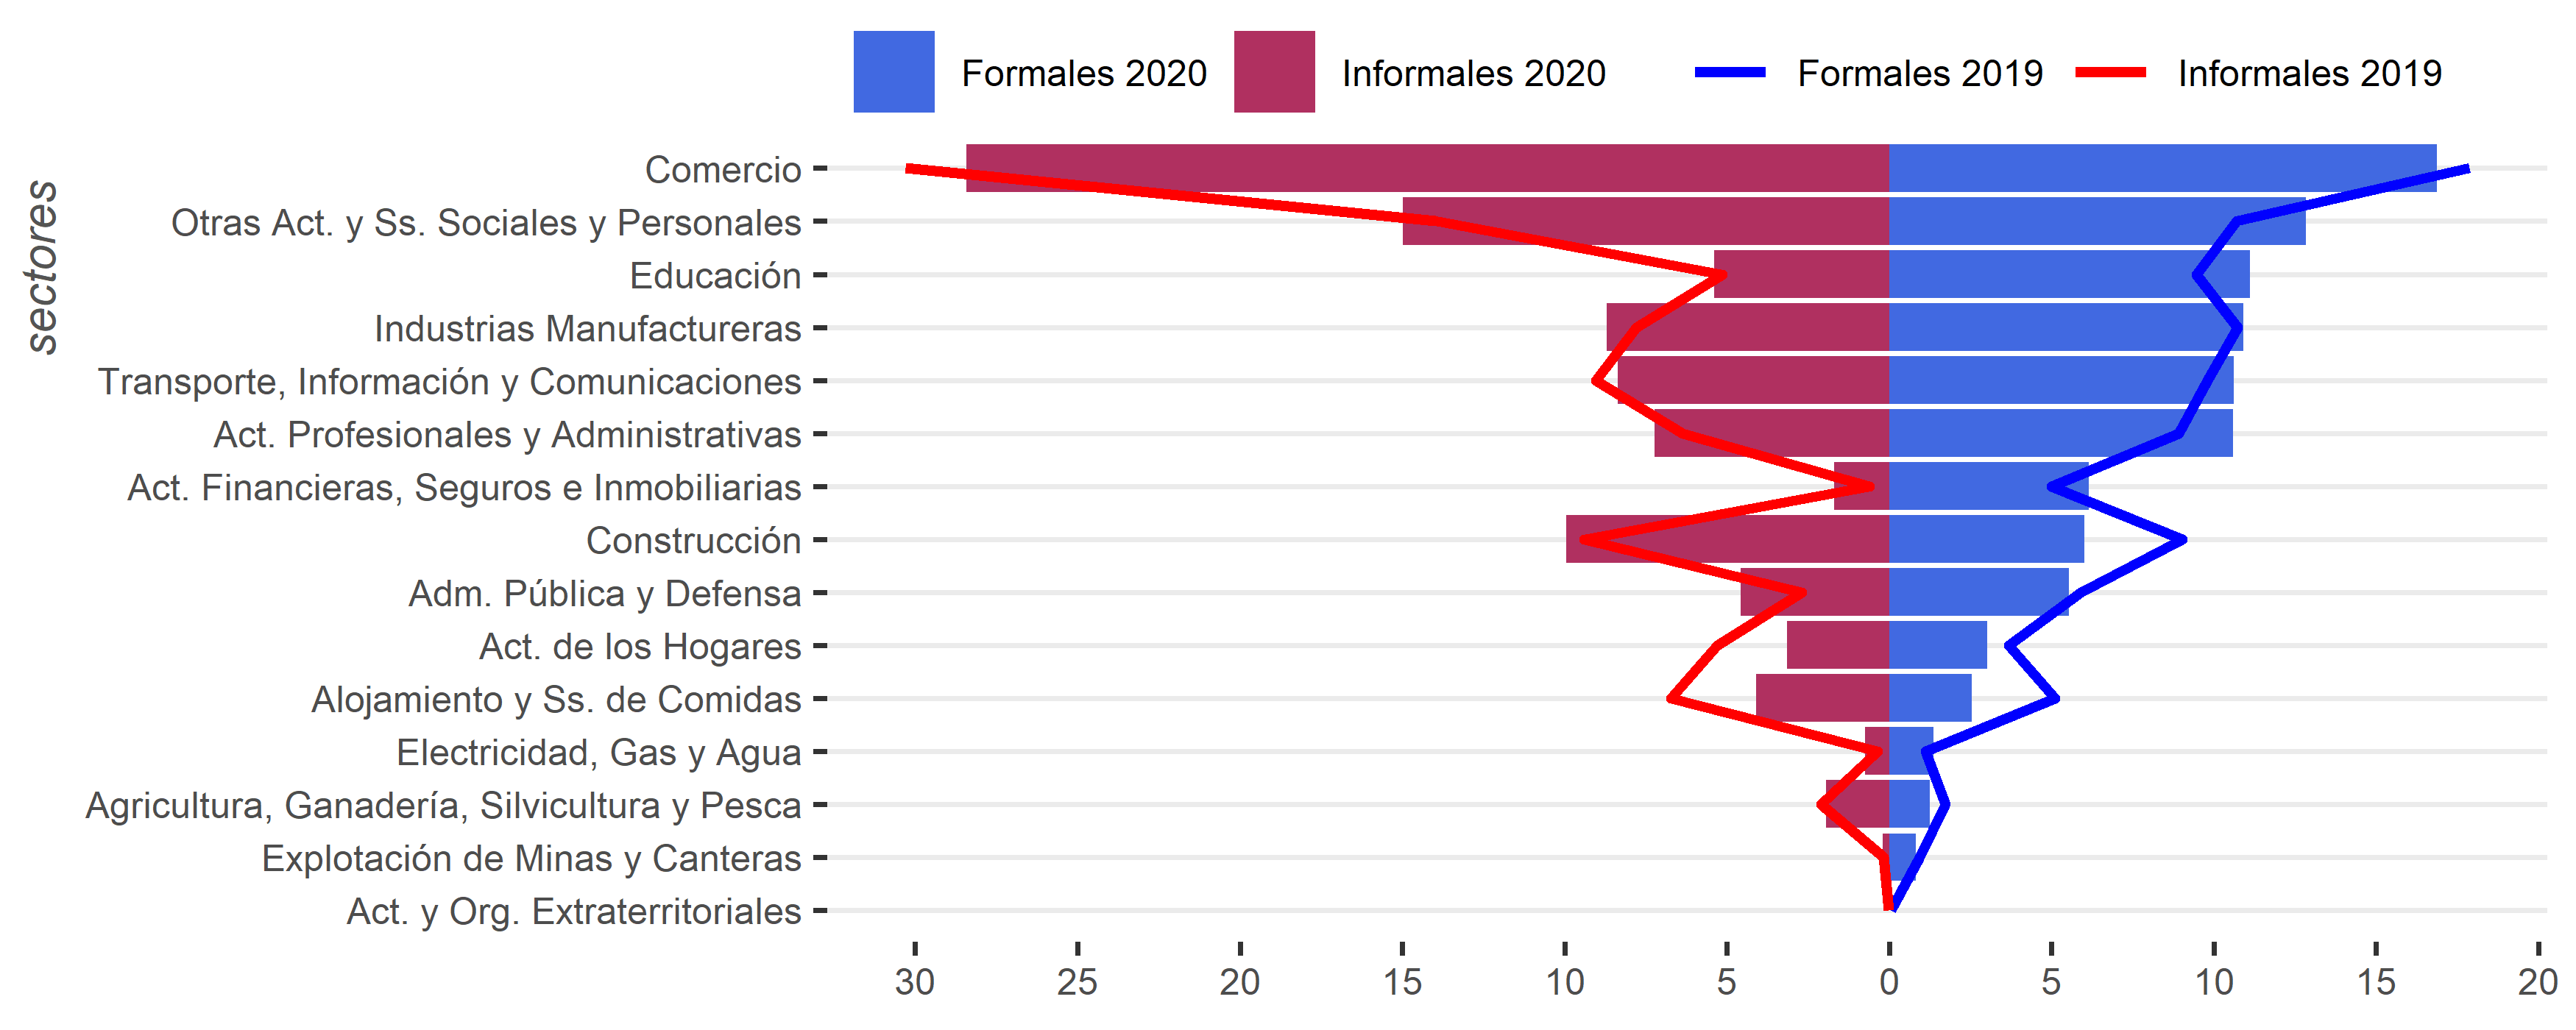 Formales 2020
Informales 2020
Formales 2019
Informales 2019
sectores
Comercio
Otras Act. y Ss. Sociales y Personales
Educación
Industrias Manufactureras
Transporte, Información y Comunicaciones
Act. Profesionales y Administrativas
Act. Financieras, Seguros e Inmobiliarias
Construcción
Adm. Pública y Defensa
Act. de los Hogares
Alojamiento y Ss. de Comidas
Electricidad, Gas y Agua
Agricultura, Ganadería, Silvicultura y Pesca
Explotación de Minas y Canteras
Act. y Org. Extraterritoriales
30 25 20 15 10 5 0 5 10 15 20